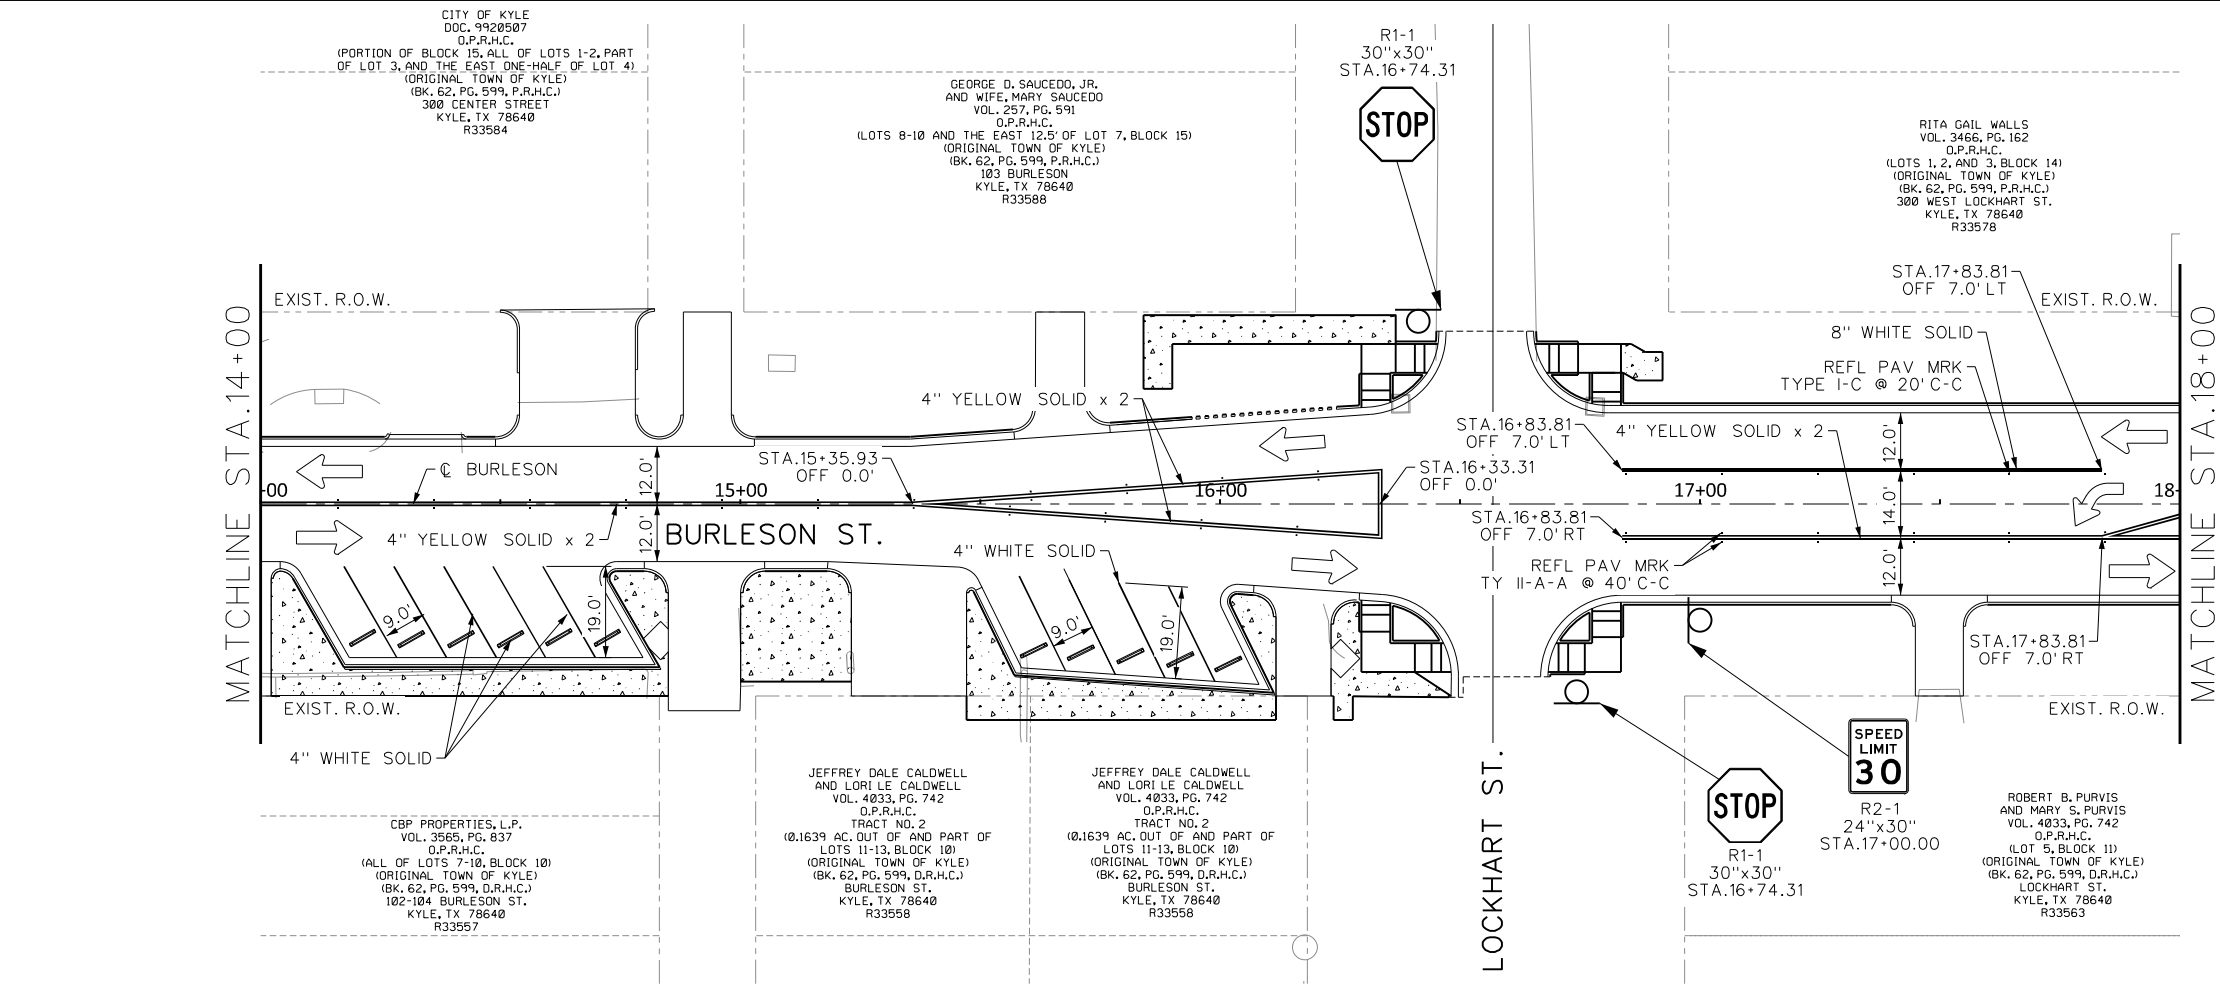 CITY OF KYLE
DOC. 9920507
O.P.R.H.C.
(PORTION OF BLOCK 15, ALL OF LOTS 1-2, PART
OF LOT 3, AND THE EAST ONE-HALF OF LOT 4)
(ORIGINAL TOWN OF KYLE)
(BK. 62, PG. 599, P.R.H.C.)
300 CENTER STREET
KYLE, TX 78640
R33584
GEORGE D. SAUCEDO, JR.
AND WIFE, MARY SAUCEDO
VOL. 257, PG. 591
O.P.R.H.C.
(LOTS 8-10 AND THE EAST 12.5' OF LOT 7, BLOCK 15)
(ORIGINAL TOWN OF KYLE)
(BK. 62, PG. 599, P.R.H.C.)
103 BURLESON
KYLE, TX 78640
R33588
R1-1
30"x30"
STA.16+74.31
STOP
RITA GAIL WALLS
VOL. 3466, PG. 162
O.P.R.H.C.
(LOTS 1, 2, AND 3, BLOCK 14)
(ORIGINAL TOWN OF KYLE)
(BK. 62, PG. 599, P.R.H.C.)
300 WEST LOCKHART ST.
KYLE, TX 78640
R33578
STA.17+83.81
OFF 7.0' LT
EXIST. R.O.W.
EXIST. R.O.W.
8" WHITE SOLID
REFL PAV MRK
TYPE I-C @ 20' C-C
MATCHLINE STA.14+00
MATCHLINE STA.18+00
4" YELLOW SOLID x 2
STA.16+83.81
OFF 7.0' LT
4" YELLOW SOLID x 2
12.0'
℄ BURLESON
12.0'
STA.15+35.93
OFF 0.0'
STA.16+33.31
OFF 0.0'
-00
15+00
16+00
17+00
18-
14.0'
4" YELLOW SOLID x 2
12.0'
BURLESON ST.
STA.16+83.81
OFF 7.0' RT
4" WHITE SOLID
REFL PAV MRK
TY II-A-A @ 40' C-C
12.0'
9.0'
19.0'
9.0'
19.0'
STA.17+83.81
OFF 7.0' RT
EXIST. R.O.W.
EXIST. R.O.W.
4" WHITE SOLID
SPEED
LIMIT
30
R2-1
24"x30"
STA.17+00.00
STOP
R1-1
30"x30"
STA.16+74.31
LOCKHART ST.
CBP PROPERTIES, L.P.
VOL. 3565, PG. 837
O.P.R.H.C.
(ALL OF LOTS 7-10, BLOCK 10)
(ORIGINAL TOWN OF KYLE)
(BK. 62, PG. 599, D.R.H.C.)
102-104 BURLESON ST.
KYLE, TX 78640
R33557
JEFFREY DALE CALDWELL
AND LORI LE CALDWELL
VOL. 4033, PG. 742
O.P.R.H.C.
TRACT NO. 2
(0.1639 AC. OUT OF AND PART OF
LOTS 11-13, BLOCK 10)
(ORIGINAL TOWN OF KYLE)
(BK. 62, PG. 599, D.R.H.C.)
BURLESON ST.
KYLE, TX 78640
R33558
JEFFREY DALE CALDWELL
AND LORI LE CALDWELL
VOL. 4033, PG. 742
O.P.R.H.C.
TRACT NO. 2
(0.1639 AC. OUT OF AND PART OF
LOTS 11-13, BLOCK 10)
(ORIGINAL TOWN OF KYLE)
(BK. 62, PG. 599, D.R.H.C.)
BURLESON ST.
KYLE, TX 78640
R33558
ROBERT B. PURVIS
AND MARY S. PURVIS
VOL. 4033, PG. 742
O.P.R.H.C.
(LOT 5, BLOCK 11)
(ORIGINAL TOWN OF KYLE)
(BK. 62, PG. 599, D.R.H.C.)
LOCKHART ST.
KYLE, TX 78640
R33563